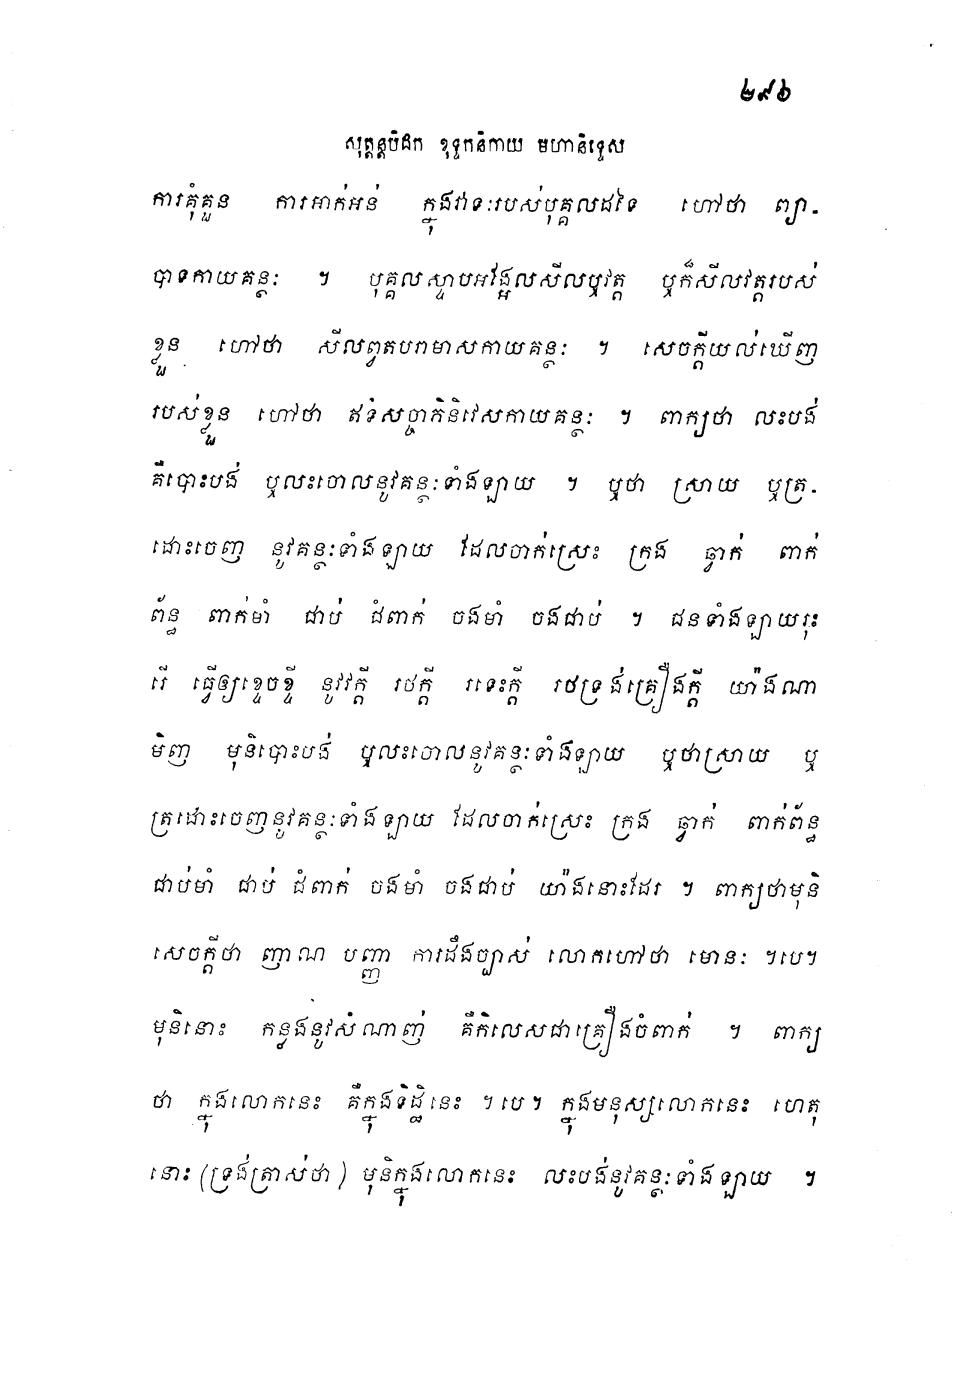 ២៩៦
សុត្តន្តបិដក ខុទ្ទកនិកាយ មហានិទ្ទេស
ការគុំគួន ការអាក់អន់ ក្នុងវាទៈរបស់បុគ្គលដទៃ ហៅថា ព្យា-
បាទកាយគន្ថៈ ។ បុគ្គលស្ទាបអង្អែលសីលឬវត្ត ឬក៏សីលវត្តរបស់
ខ្លួន ហៅថា សីលព្វតបរាមាសកាយគន្ថៈ ។ សេចក្តីយល់ឃើញ
របស់ខ្លួន ហៅថា ឥទំសច្ចាភិនិវេសកាយគន្ថៈ ។ ពាក្យថា លះបង់
គឺបោះបង់ ឬលះចោលនូវគន្ថៈទាំងឡាយ ។ ឬថា ស្រាយ ឬត្រ-
ដោះចេញ នូវគន្ថៈទាំងឡាយ ដែលចាក់ស្រេះ ក្រង ធ្វាក់ ពាក់
ព័ន្ធ ពាក់មាំ ជាប់ ជំពាក់ ចងមាំ ចងជាប់ ។ ជនទាំងឡាយរុះ
រើ ធ្វើឲ្យខ្ទេចខ្ទី នូវវក្តី រថក្តី រទេះក្តី រថទ្រង់គ្រឿងក្តី យ៉ាងណា
មិញ មុនិបោះបង់ ឬលះចោលនូវគន្ថៈទាំងឡាយ ឬថាស្រាយ ឬ
ត្រដោះចេញនូវគន្ថៈទាំងឡាយ ដែលចាក់ស្រេះ ក្រង ធ្វាក់ ពាក់ព័ន្ធ
ជាប់មាំ ជាប់ ជំពាក់ ចងមាំ ចងជាប់ យ៉ាងនោះដែរ ។ ពាក្យថាមុនិ
សេចក្តីថា ញាណ បញ្ញា ការដឹងច្បាស់ លោកហៅថា មោនៈ ។បេ។
មុនិនោះ កន្លងនូវសំណាញ់ គឺកិលេសជាគ្រឿងចំពាក់ ។ ពាក្យ
ថា ក្នុងលោកនេះ គឺក្នុងទិដ្ឋិនេះ ។បេ។ ក្នុងមនុស្សលោកនេះ ហេតុ
នោះ (ទ្រង់ត្រាស់ថា) មុនិក្នុងលោកនេះ លះបង់នូវគន្ថៈទាំងឡាយ ។